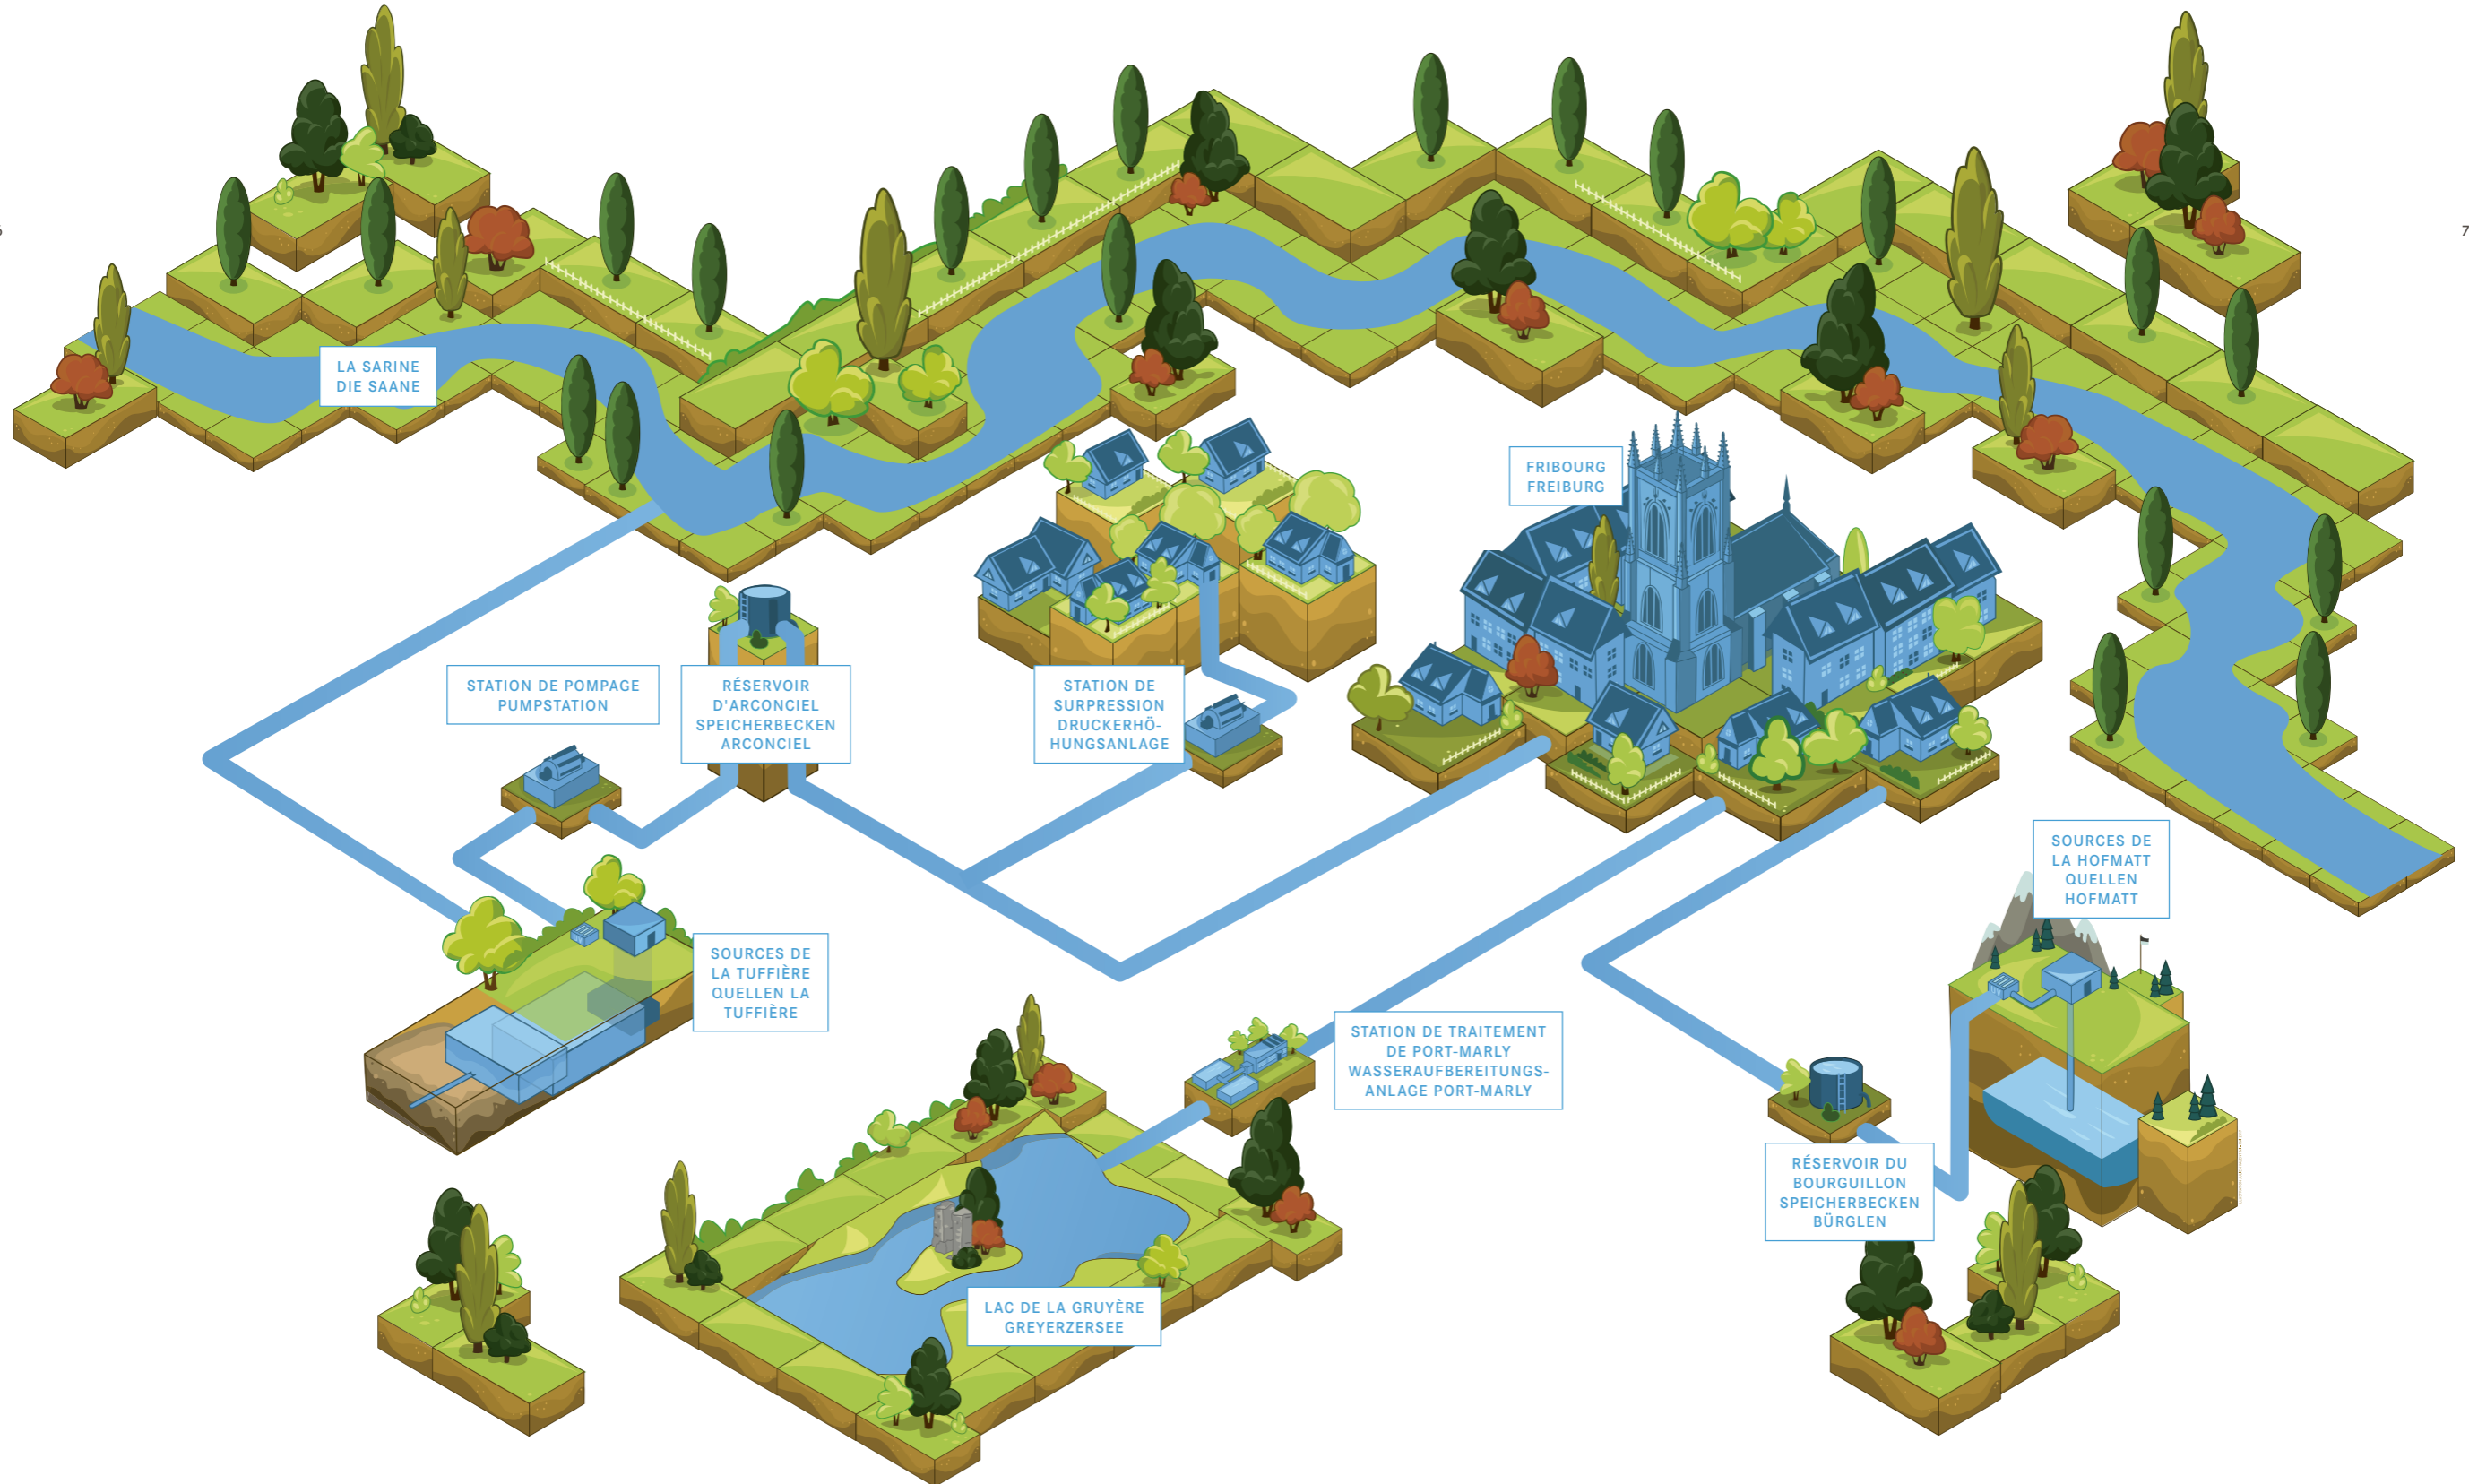 7
LA SARINE
DIE SAANE
FRIBOURG
FREIBURG
STATION DE POMPAGE
PUMPSTATION
RÉSERVOIR
D'ARCONCIEL
SPEICHERBECKEN
ARCONCIEL
STATION DE
SURPRESSION
DRUCKERHÖ-
HUNGSANLAGE
SOURCES DE
LA HOFMATT
QUELLEN
HOFMATT
SOURCES DE
LA TUFFIÈRE
QUELLEN LA
TUFFIÈRE
STATION DE TRAITEMENT
DE PORT-MARLY
WASSERAUFBEREITUNGS-
ANLAGE PORT-MARLY
RÉSERVOIR DU
BOURGUILLON
SPEICHERBECKEN
BÜRGLEN
LAC DE LA GRUYÈRE
GREYERZERSEE